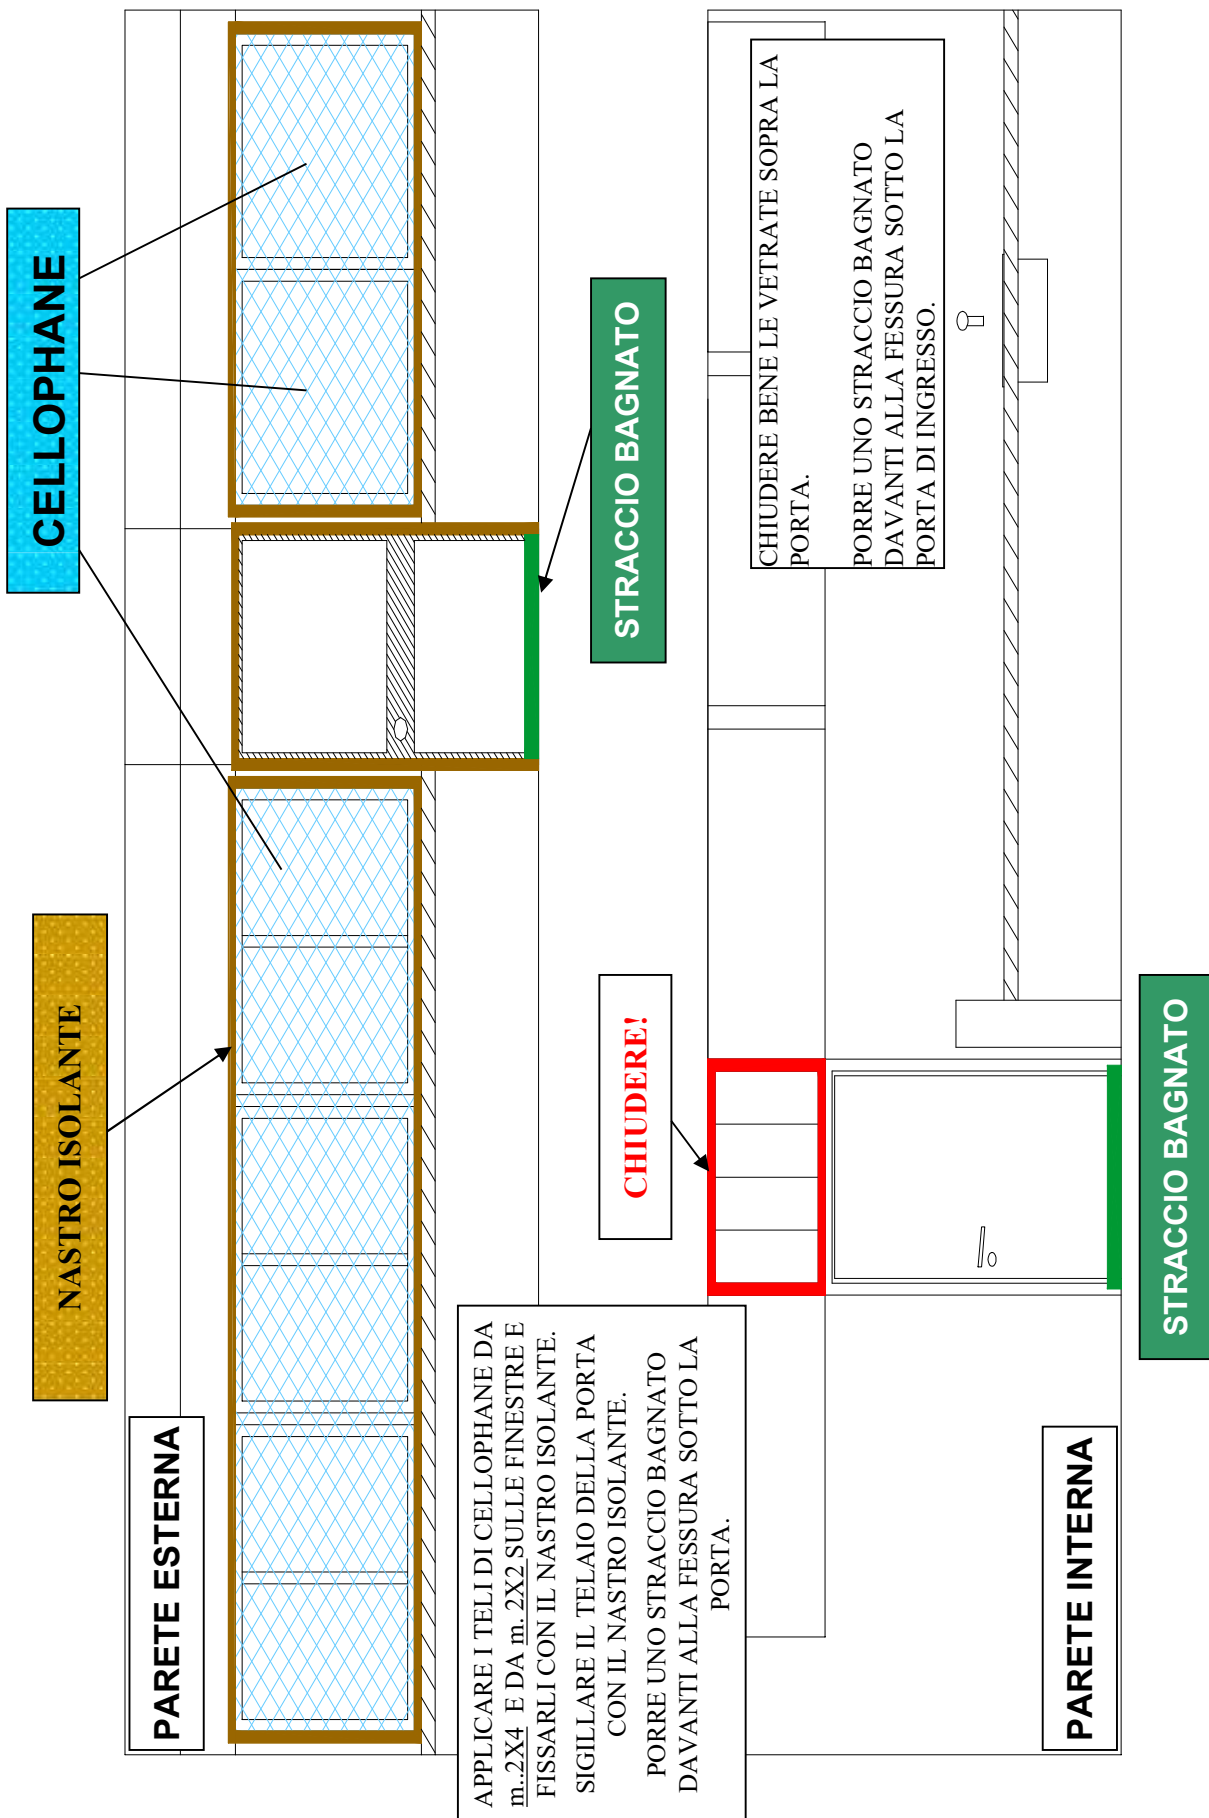 CELLOPHANE
NASTRO ISOLANTE
PARETE ESTERNA
STRACCIO BAGNATO
APPLICARE I TELI DI CELLOPHANE DA
m..2X4 E DA m. 2X2 SULLE FINESTRE E
FISSARLI CON IL NASTRO ISOLANTE.
SIGILLARE IL TELAIO DELLA PORTA
CON IL NASTRO ISOLANTE.
PORRE UNO STRACCIO BAGNATO
DAVANTI ALLA FESSURA SOTTO LA
PORTA.
CHIUDERE!
CHIUDERE BENE LE VETRATE SOPRA LA
PORTA.
PORRE UNO STRACCIO BAGNATO
DAVANTI ALLA FESSURA SOTTO LA
PORTA DI INGRESSO.
PARETE INTERNA
STRACCIO BAGNATO